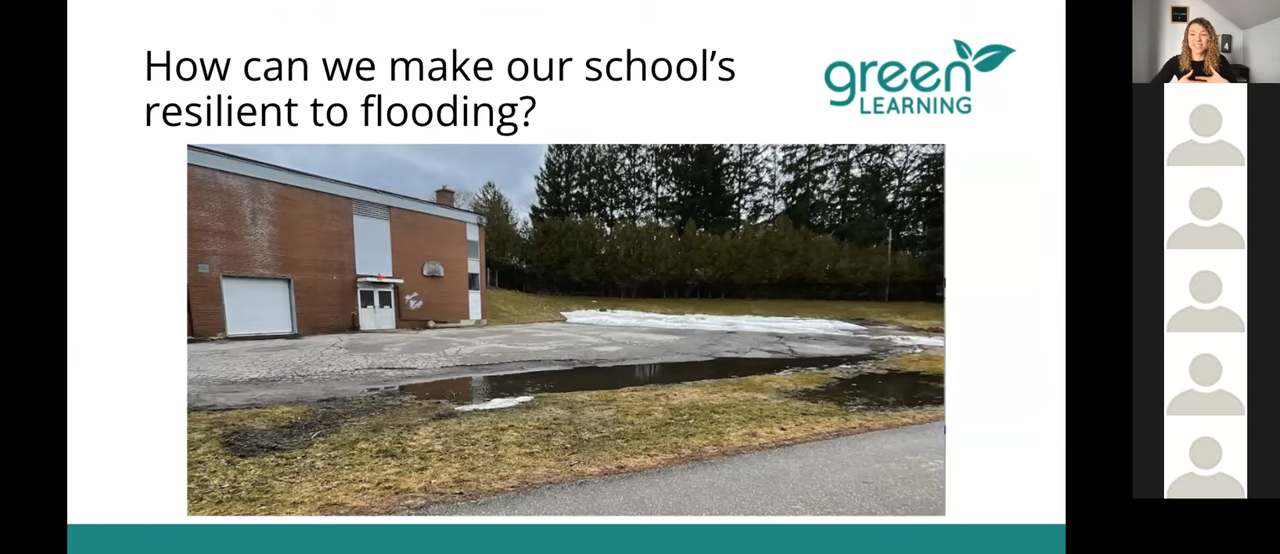 How can we make our school's
resilient to flooding?
green
LEARNING